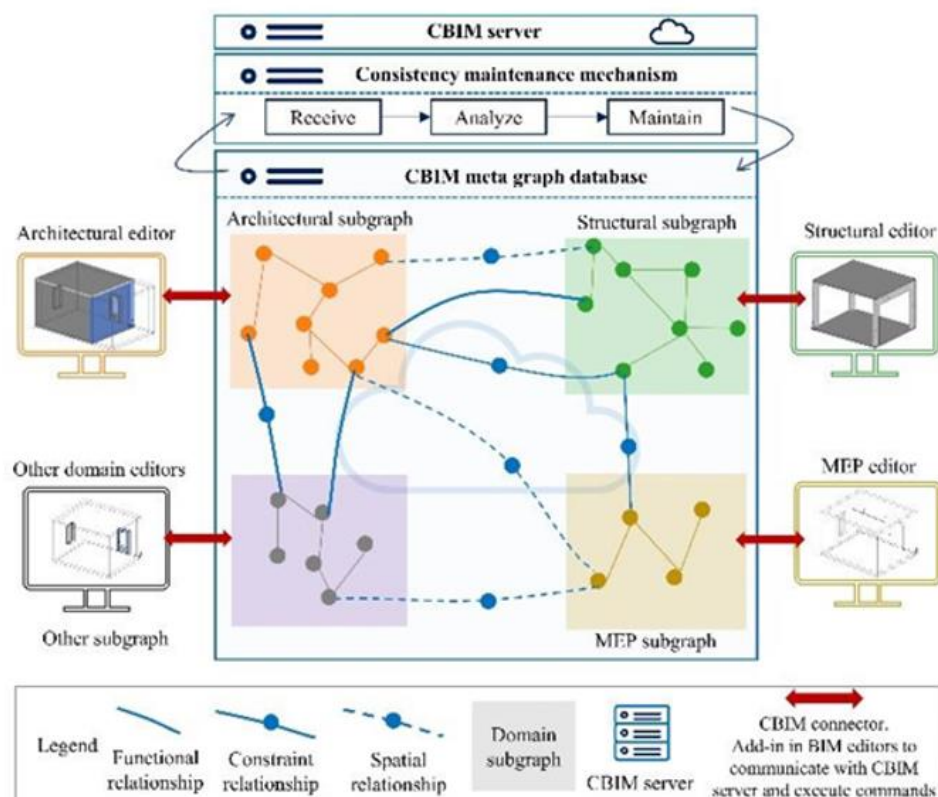 CBIM server
Consistency maintenance mechanism
Receive
Analyze
Maintain
CBIM meta graph database
Architectural subgraph
Structural subgraph
Architectural editor
Structural editor
Other domain editors
MEP editor
Other subgraph
MEP subgraph
Legend
Functional
relationship
Constraint
relationship
Spatial
relationship
Domain
subgraph
CBIM server
CBIM connector.
Add-in in BIM editors to
communicate with CBIM
server and execute commands